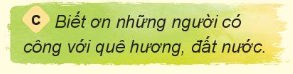 C Biết ơn những người có
công với quê hương, đất nước.